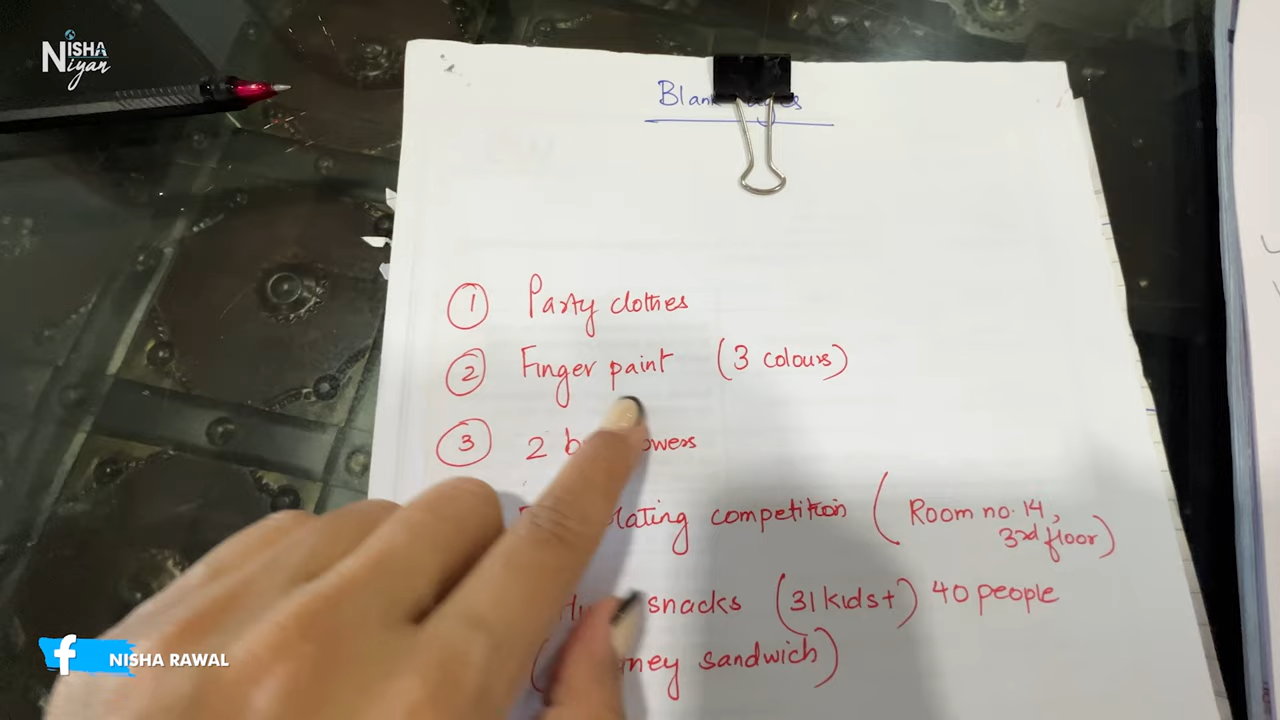 NISHA
Niyan
Blank
1 Party clothes
2 Finger paint (3 colours)
3 2
competition (Room no. 14,
3rd floor)
snacks (31 kids+) 40 people
sandwich)
f NISHA RAWAL